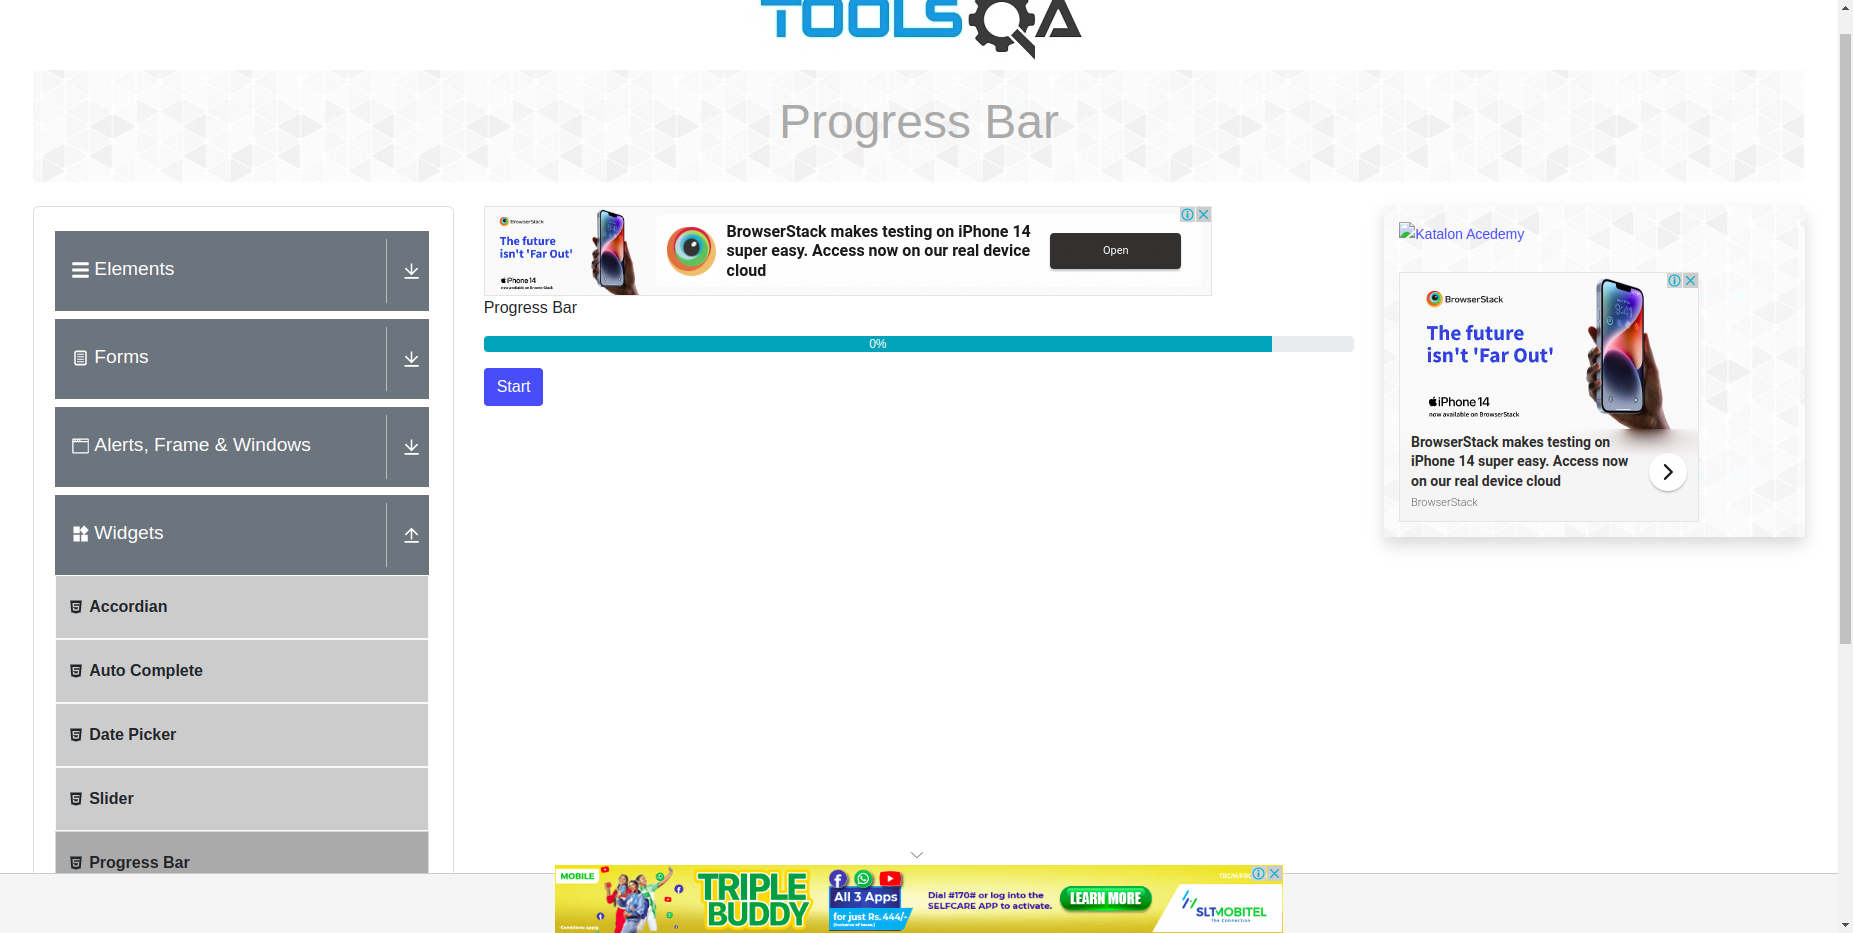 TOOLSQA
Progress Bar
Elements
Forms
Alerts, Frame & Windows
Widgets
Accordian
Auto Complete
Date Picker
Slider
Progress Bar
BrowserStack
The future
isn't 'Far Out'
iPhone 14
now available on BrowserStack
BrowserStack makes testing on iPhone 14
super easy. Access now on our real device
cloud
Open
Progress Bar
0%
Start
Katalon Acedemy
BrowserStack
The future
isn't 'Far Out'
iPhone 14
now available on BrowserStack
BrowserStack makes testing on
iPhone 14 super easy. Access now
on our real device cloud
BrowserStack
MOBILE
*Conditions apply.
TRIPLE
BUDDY
All 3 Apps
for just Rs. 444/-
(Inclusive of taxes)
Dial #170# or log into the
SELFCARE APP to activate.
LEARN MORE
SLTMOBITEL
The Connection